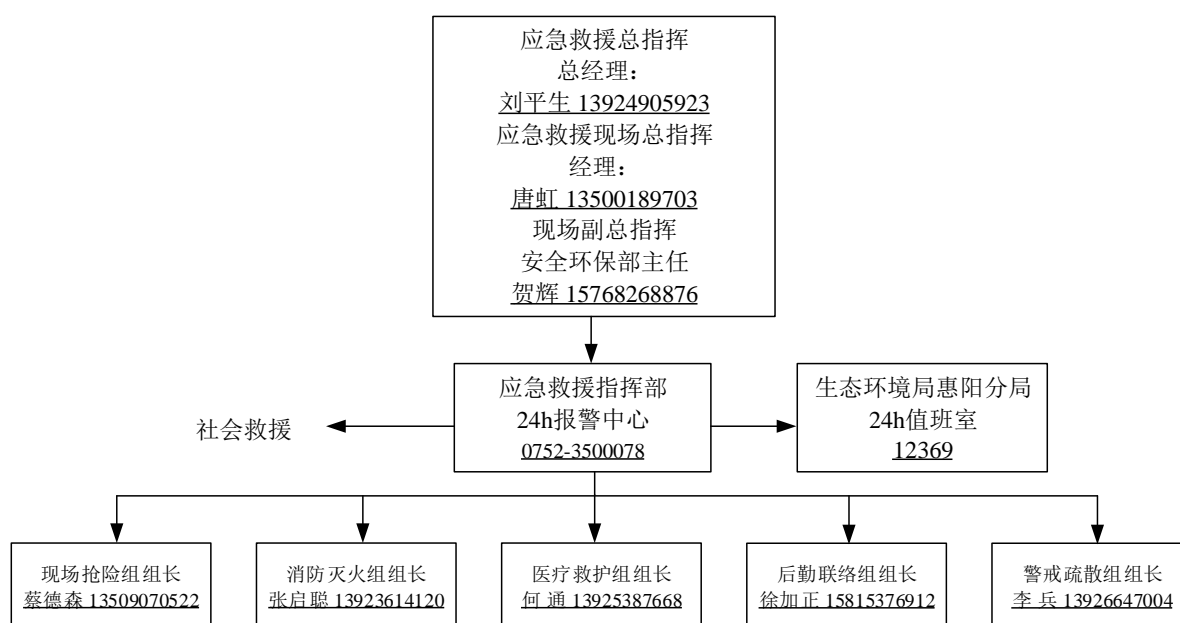 应急救援总指挥
总经理：
刘平生 13924905923
应急救援现场总指挥
经理：
唐虹 13500189703
现场副总指挥
安全环保部主任
贺辉 15768268876
应急救援指挥部
24h报警中心
0752-3500078
生态环境局惠阳分局
24h值班室
12369
社会救援
现场抢险组组长
蔡德森 13509070522
消防灭火组组长
张启聪 13923614120
医疗救护组组长
何 通 13925387668
后勤联络组组长
徐加正 15815376912
警戒疏散组组长
李 兵 13926647004